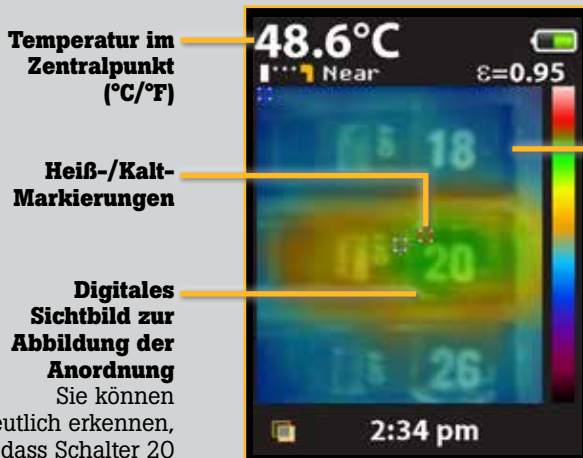 Temperatur im
Zentralpunkt
(°C/°F)
Heiß-/Kalt-
Markierungen
Digitales
Sichtbild zur
Abbildung der
Anordnung
Sie können
eutlich erkennen,
dass Schalter 20
48.6°C
Near
ε=0.95
18
20
26
2:34 pm